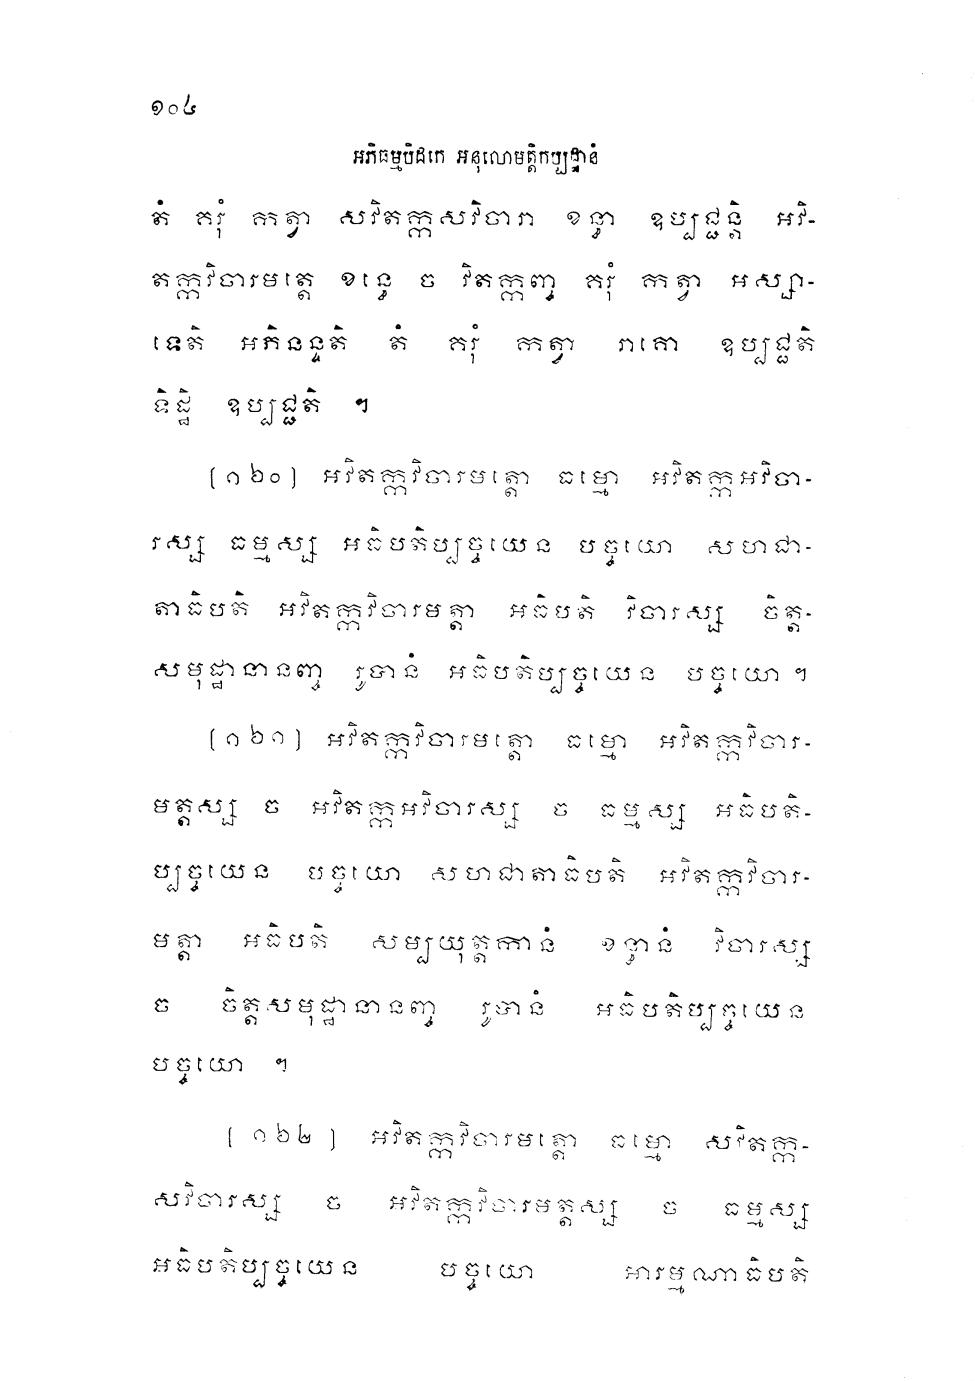 ១០៤
អភិធម្មបិដកេ អនុលោមត្តិកប្បដ្ឋានំ
តំ គរុំ កត្វា សវិតក្កសវិចារា ខន្ធា ឧប្បជ្ជន្តិ អវិ-
តក្កវិចារមត្តេ ខន្ធេ ច វិតក្កញ្ច គរុំ កត្វា អស្សា-
ទេតិ អភិនន្ទតិ តំ គរុំ កត្វា រាគោ ឧប្បជ្ជតិ
ទិដ្ឋិ ឧប្បជ្ជតិ ។
[១៦០] អវិតក្កវិចារមត្តោ ធម្មោ អវិតក្កអវិចា-
រស្ស ធម្មស្ស អធិបតិប្បច្ចយេន បច្ចយោ សហជា-
តាធិបតិ អវិតក្កវិចារមត្តា អធិបតិ វិចារស្ស ចិត្ត-
សមុដ្ឋានានញ្ច រូបានំ អធិបតិប្បច្ចយេន បច្ចយោ ។
[១៦១] អវិតក្កវិចារមត្តោ ធម្មោ អវិតក្កវិចារ-
មត្តស្ស ច អវិតក្កអវិចារស្ស ច ធម្មស្ស អធិបតិ-
ប្បច្ចយេន បច្ចយោ សហជាតាធិបតិ អវិតក្កវិចារ-
មត្តា អធិបតិ សម្បយុត្តកានំ ខន្ធានំ វិចារស្ស
ច ចិត្តសមុដ្ឋានានញ្ច រូបានំ អធិបតិប្បច្ចយេន
បច្ចយោ ។
[១៦២] អវិតក្កវិចារមត្តោ ធម្មោ សវិតក្ក-
សវិចារស្ស ច អវិតក្កវិចារមត្តស្ស ច ធម្មស្ស
អធិបតិប្បច្ចយេន បច្ចយោ អារម្មណាធិបតិ